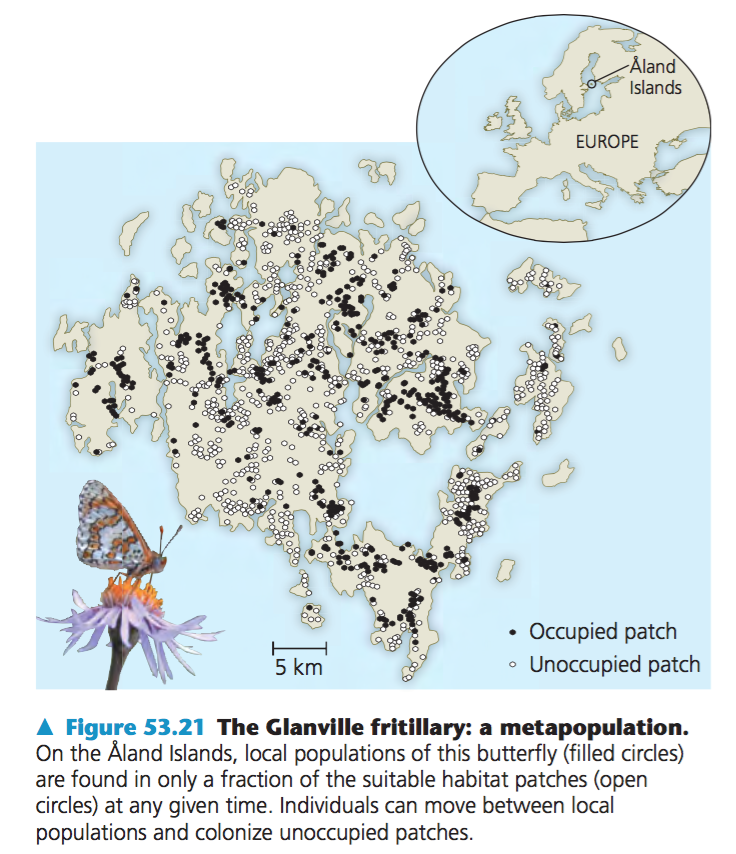 Åland
Islands
EUROPE
5 km
Occupied patch
Unoccupied patch
▲ Figure 53.21 The Glanville fritillary: a metapopulation.
On the Åland Islands, local populations of this butterfly (filled circles)
are found in only a fraction of the suitable habitat patches (open
circles) at any given time. Individuals can move between local
populations and colonize unoccupied patches.